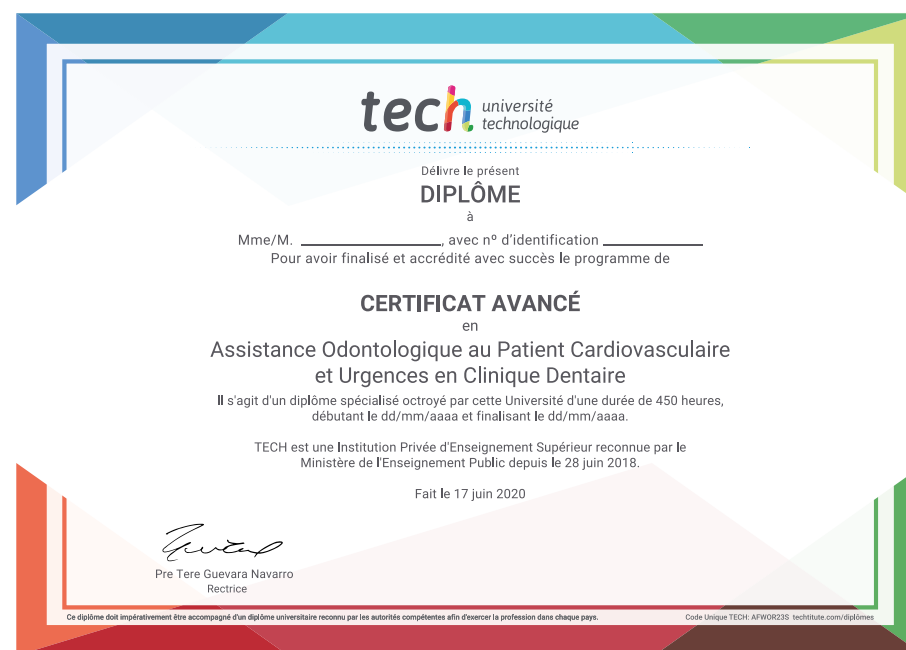 tech université
technologique
Délivre le présent
DIPLÔME
à
Mme/M. ____________________, avec nº d'identification ______________
Pour avoir finalisé et accrédité avec succès le programme de
CERTIFICAT AVANCÉ
en
Assistance Odontologique au Patient Cardiovasculaire
et Urgences en Clinique Dentaire
Il s'agit d'un diplôme spécialisé octroyé par cette Université d'une durée de 450 heures,
débutant le dd/mm/aaaa et finalisant le dd/mm/aaaa.
TECH est une Institution Privée d'Enseignement Supérieur reconnue par le
Ministère de l'Enseignement Public depuis le 28 juin 2018.
Fait le 17 juin 2020
Pre Tere Guevara Navarro
Rectrice
Ce diplôme doit impérativement être accompagné d'un diplôme universitaire reconnu par les autorités compétentes afin d'exercer la profession dans chaque pays.
Code Unique TECH: AFWOR23S techtitute.com/diplômes